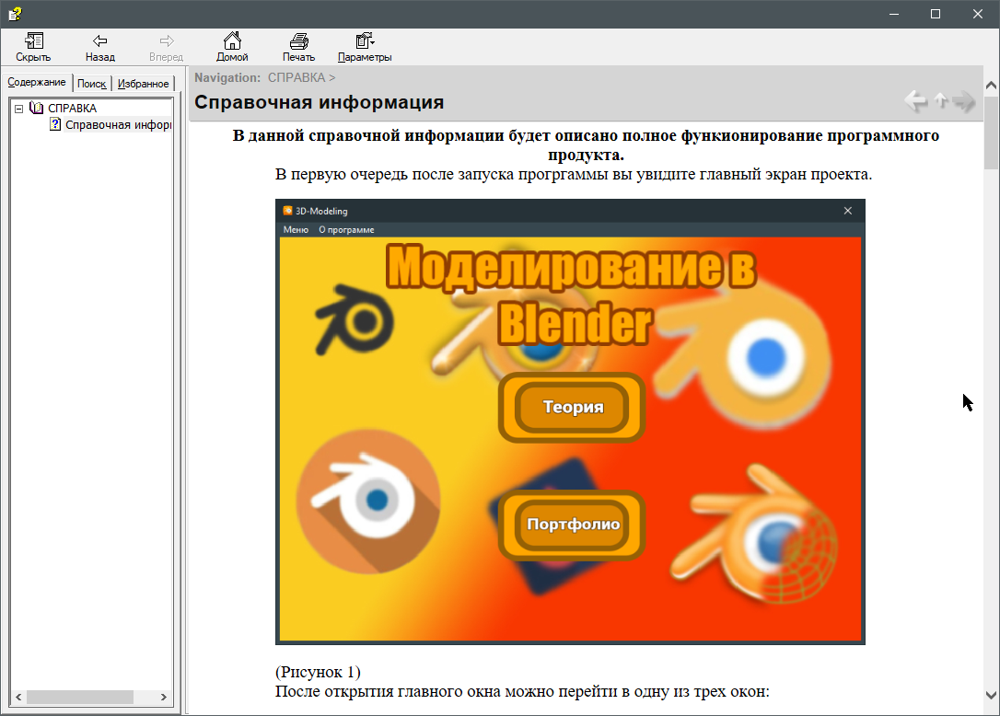 Скрыть Назад Вперед Домой Печать Параметры
Содержание Поиск Избранное
СПРАВКА
Справочная инфор
Navigation: СПРАВКА >
Справочная информация
В данной справочной информации будет описано полное функионирование программного
продукта.
В первую очередь после запуска прогргаммы вы увидите главный экран проекта.
3D-Modeling
Меню О программе
Моделирование в
Blender
Теория
Портфолио
(Рисунок 1)
После открытия главного окна можно перейти в одну из трех окон: